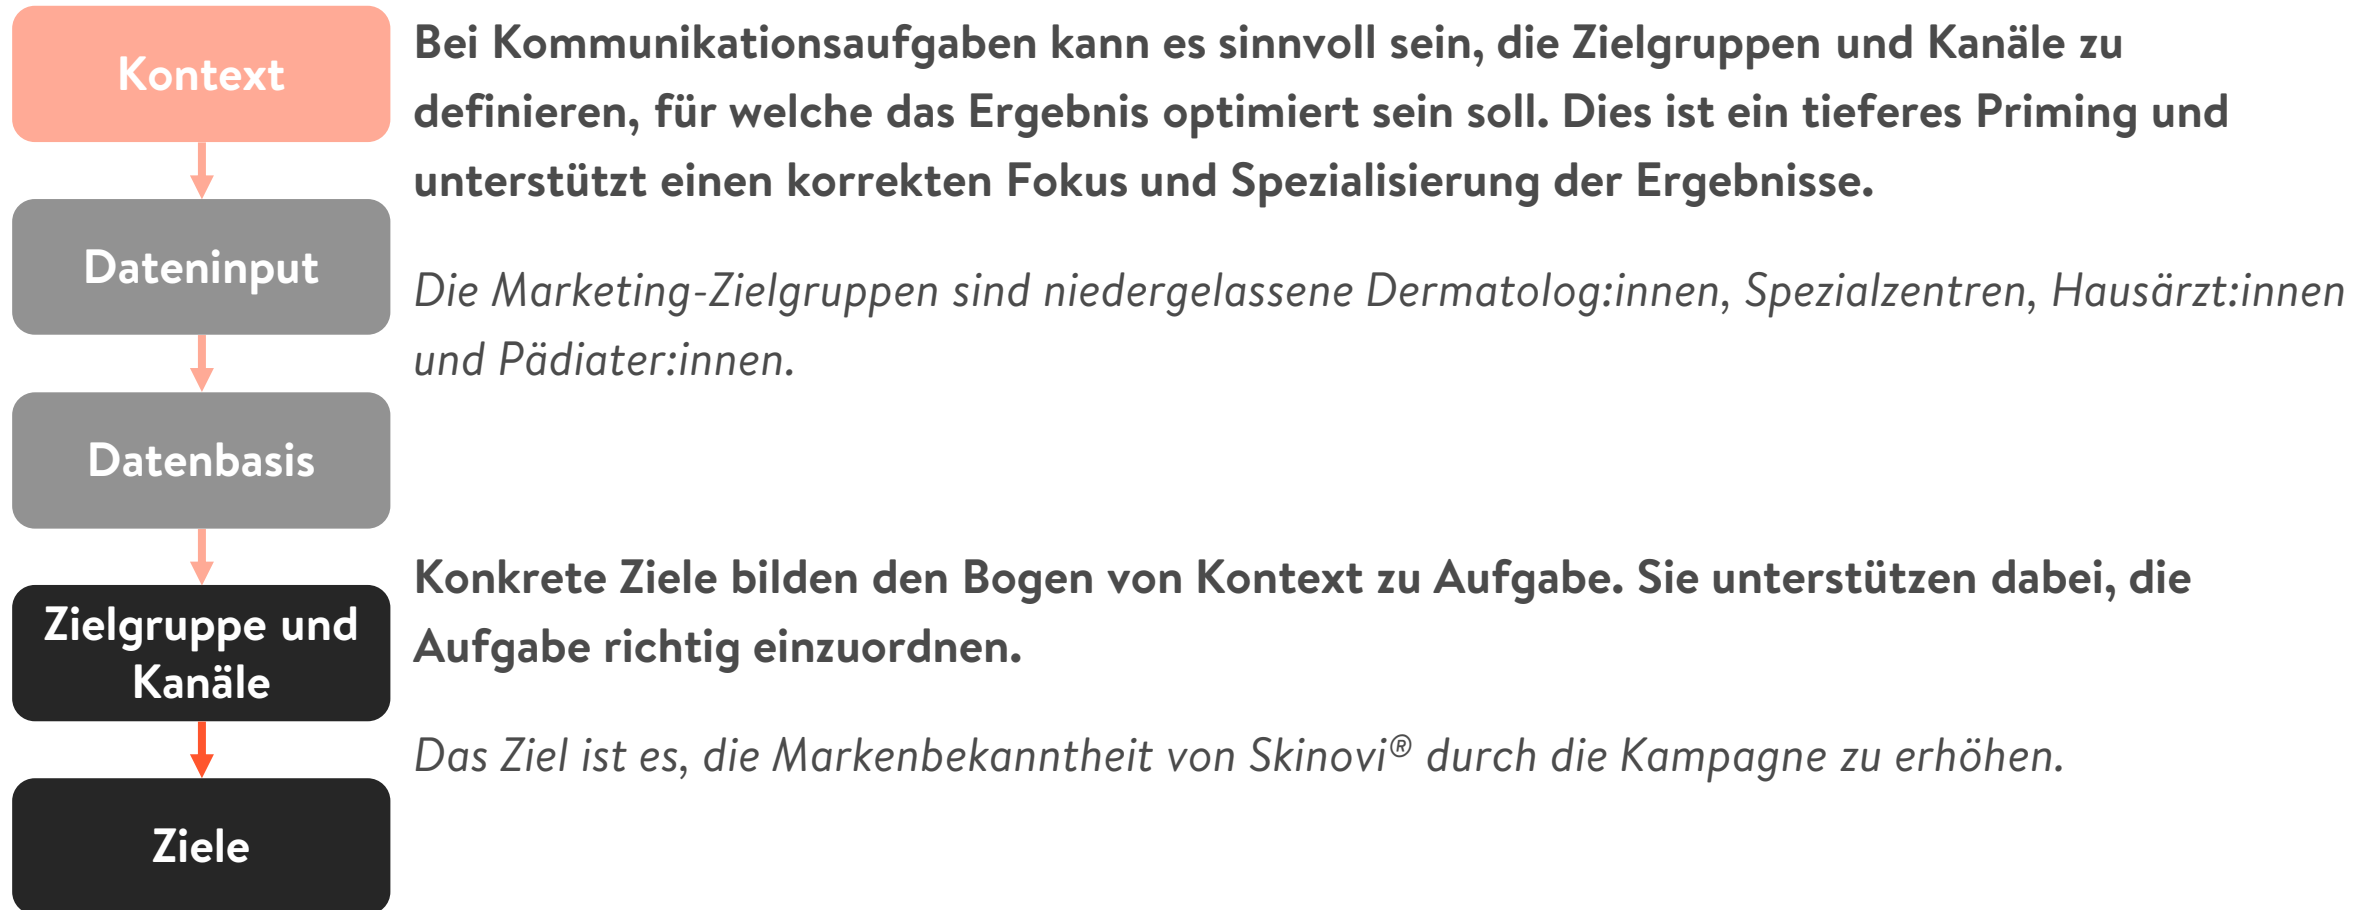 Kontext
Bei Kommunikationsaufgaben kann es sinnvoll sein, die Zielgruppen und Kanäle zu
definieren, für welche das Ergebnis optimiert sein soll. Dies ist ein tieferes Priming und
unterstützt einen korrekten Fokus und Spezialisierung der Ergebnisse.
Dateninput
Die Marketing-Zielgruppen sind niedergelassene Dermatolog:innen, Spezialzentren, Hausärzt:innen
und Pädiater:innen.
Datenbasis
Zielgruppe und
Kanäle
Konkrete Ziele bilden den Bogen von Kontext zu Aufgabe. Sie unterstützen dabei, die
Aufgabe richtig einzuordnen.
Das Ziel ist es, die Markenbekanntheit von Skinovi® durch die Kampagne zu erhöhen.
Ziele